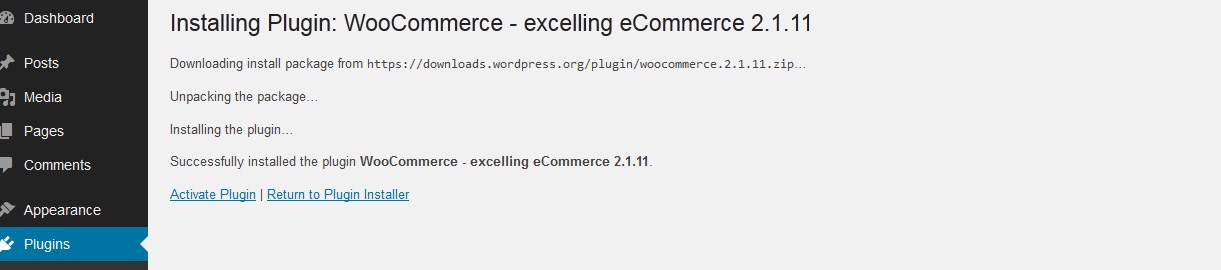 Dashboard
Posts
Media
Pages
Comments
Appearance
Plugins
Installing Plugin: WooCommerce - excelling eCommerce 2.1.11
Downloading install package from https://downloads.wordpress.org/plugin/woocommerce.2.1.11.zip…
Unpacking the package…
Installing the plugin…
Successfully installed the plugin WooCommerce - excelling eCommerce 2.1.11.
Activate Plugin | Return to Plugin Installer